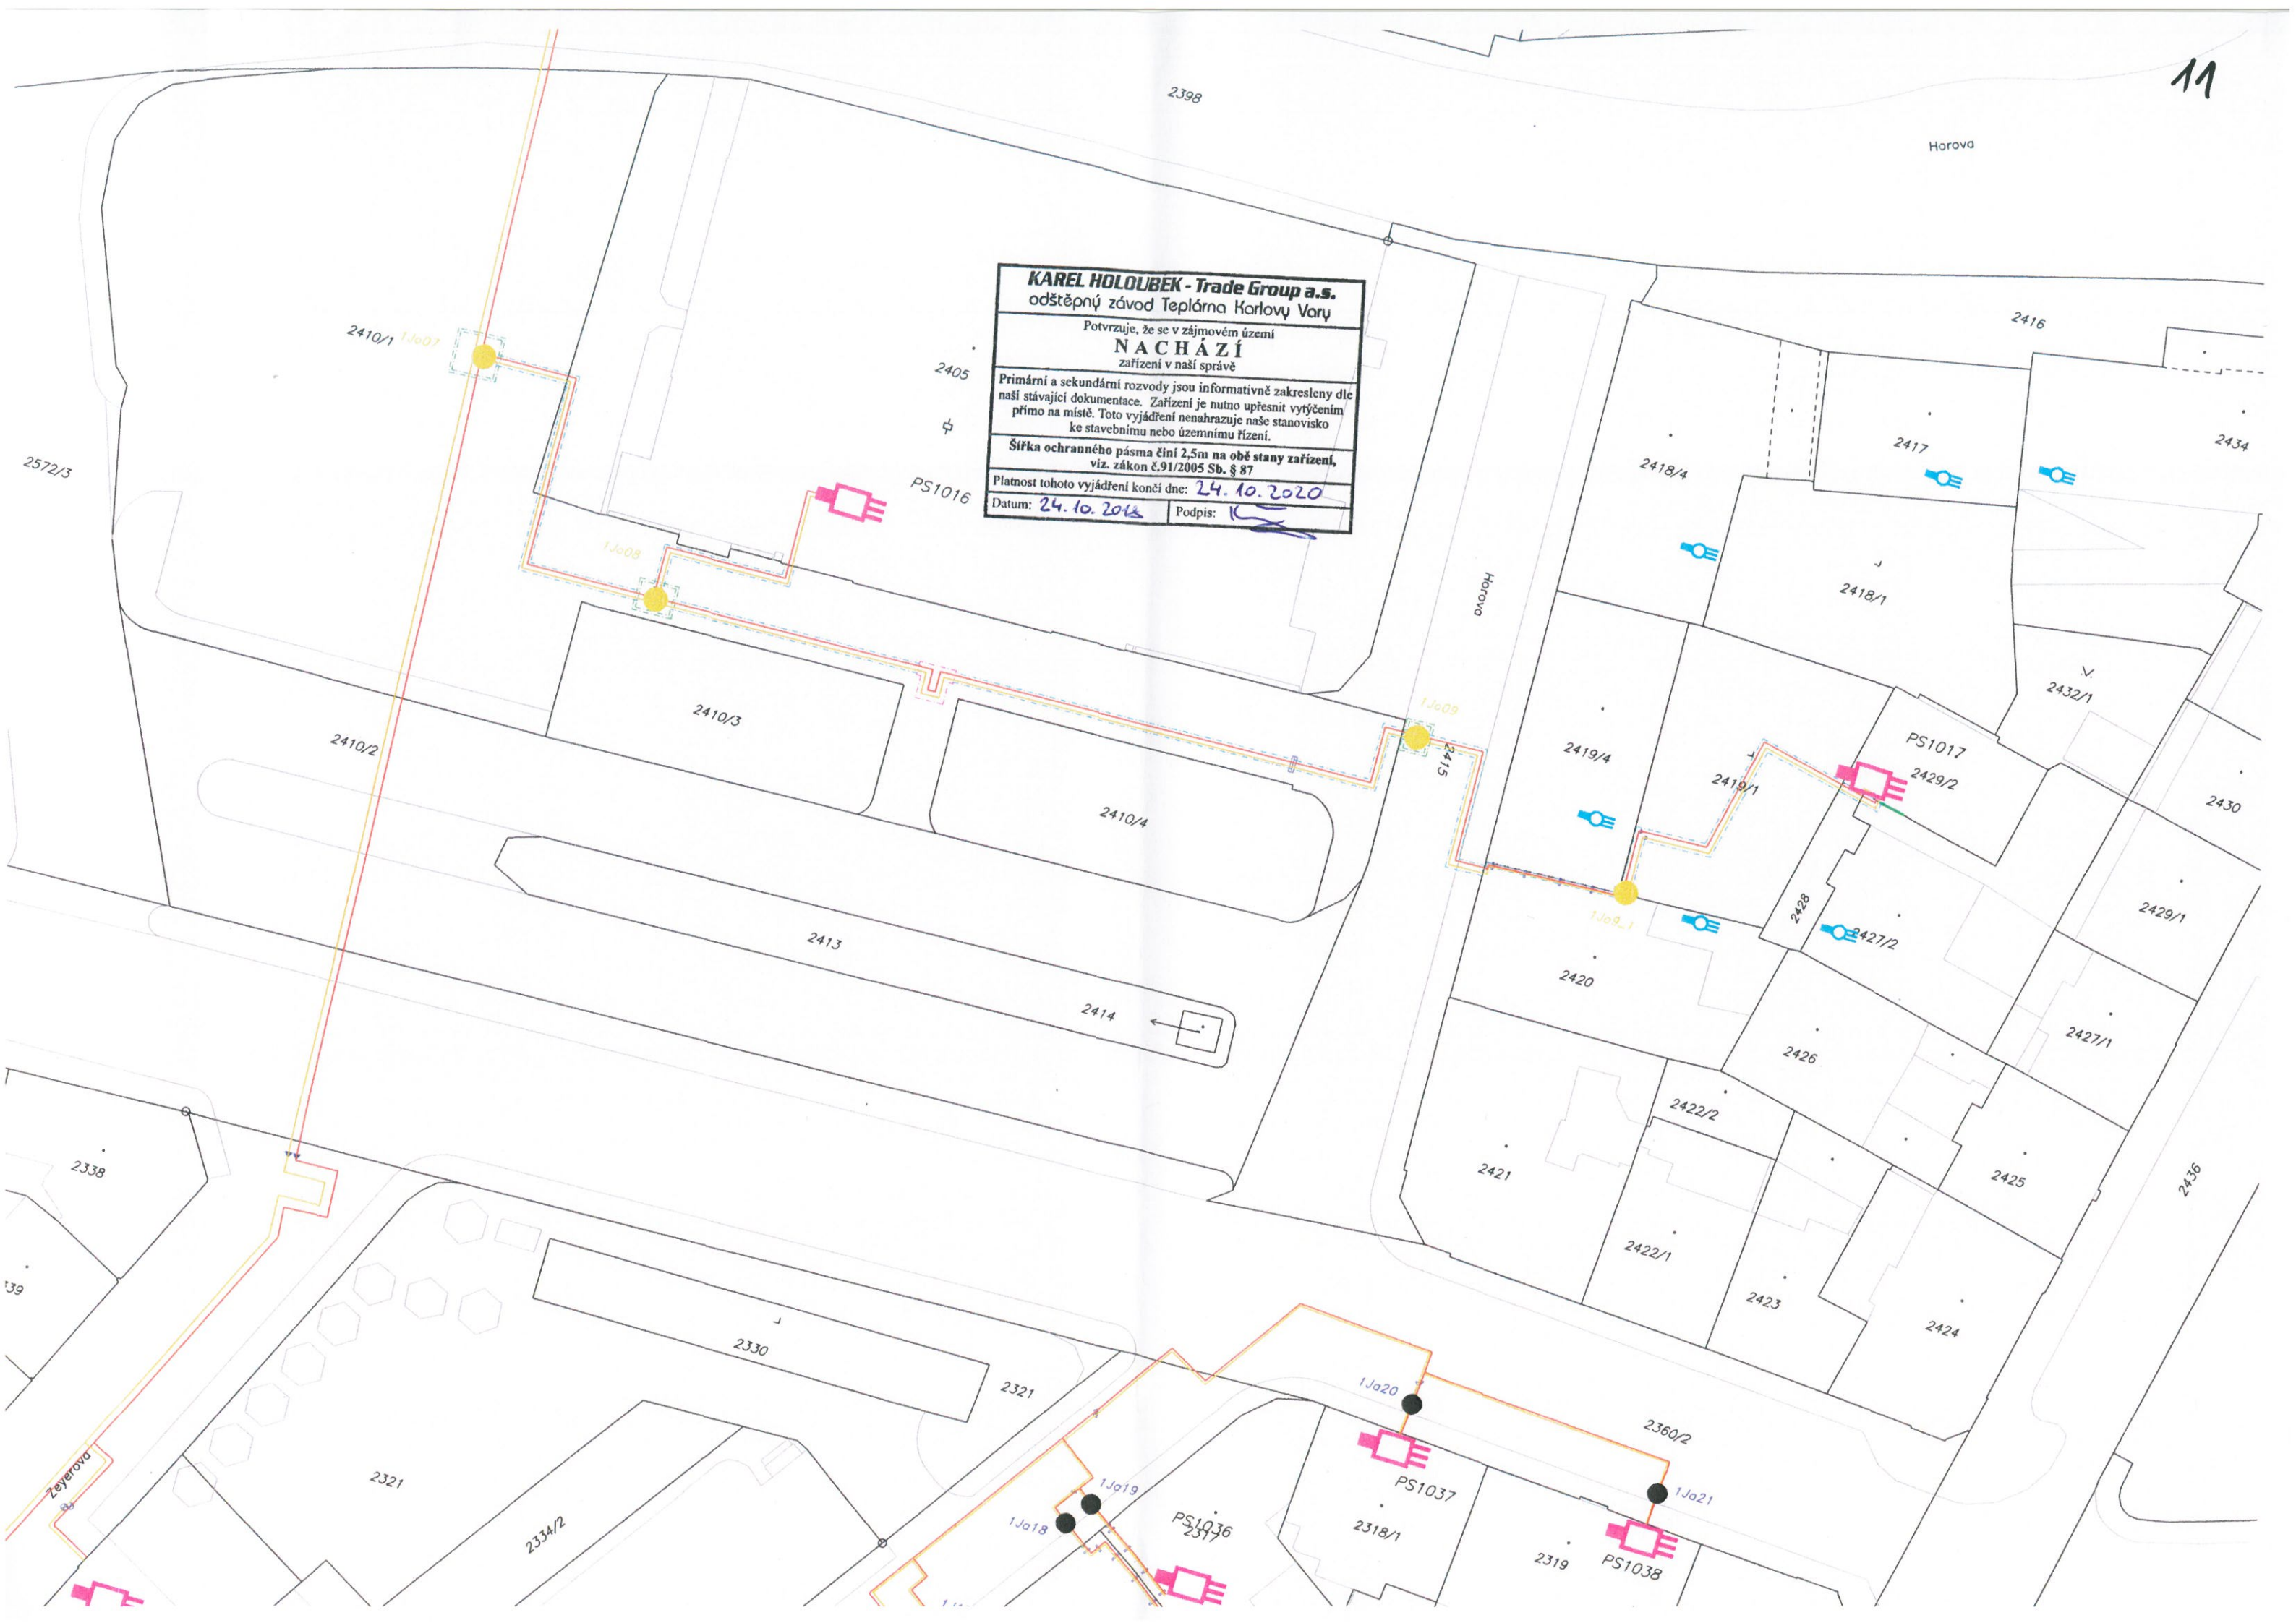 11
2398
Horova
KAREL HOLOUBEK - Trade Group a.s.
odštěpný závod Teplárna Karlovy Vary
Potvrzuje, že se v zájmovém území
NACHÁZÍ
zařízení v naší správě
Primární a sekundární rozvody jsou informativně zakresleny dle
naší stávající dokumentace. Zařízení je nutno upřesnit vytýčením
přímo na místě. Toto vyjádření nenahrazuje naše stanovisko
ke stavebnímu nebo územnímu řízení.
Šířka ochranného pásma činí 2,5m na obě stany zařízení,
viz. zákon č.91/2005 Sb. § 87
Platnost tohoto vyjádření končí dne: 24. 10. 2020
Datum: 24. 10. 2018 Podpis:
2416
2410/1
1Jo07
2405
2417
2434
2418/4
2572/3
PS1016
1Jo08
2418/1
Horova
2432/1
2410/3
1Jo09
2415
2410/2
2419/4
PS1017
2429/2
2419/1
2430
2410/4
2428
2429/1
1Jo9_1
2427/2
2413
2420
2414
2427/1
2426
2422/2
2338
2421
2425
2436
2422/1
39
2423
2424
2330
2321
1Ja20
2360/2
Zeyerova
2321
1Ja19
PS1037
1Ja21
1Ja18
PS1036
2317
2318/1
2334/2
2319
PS1038